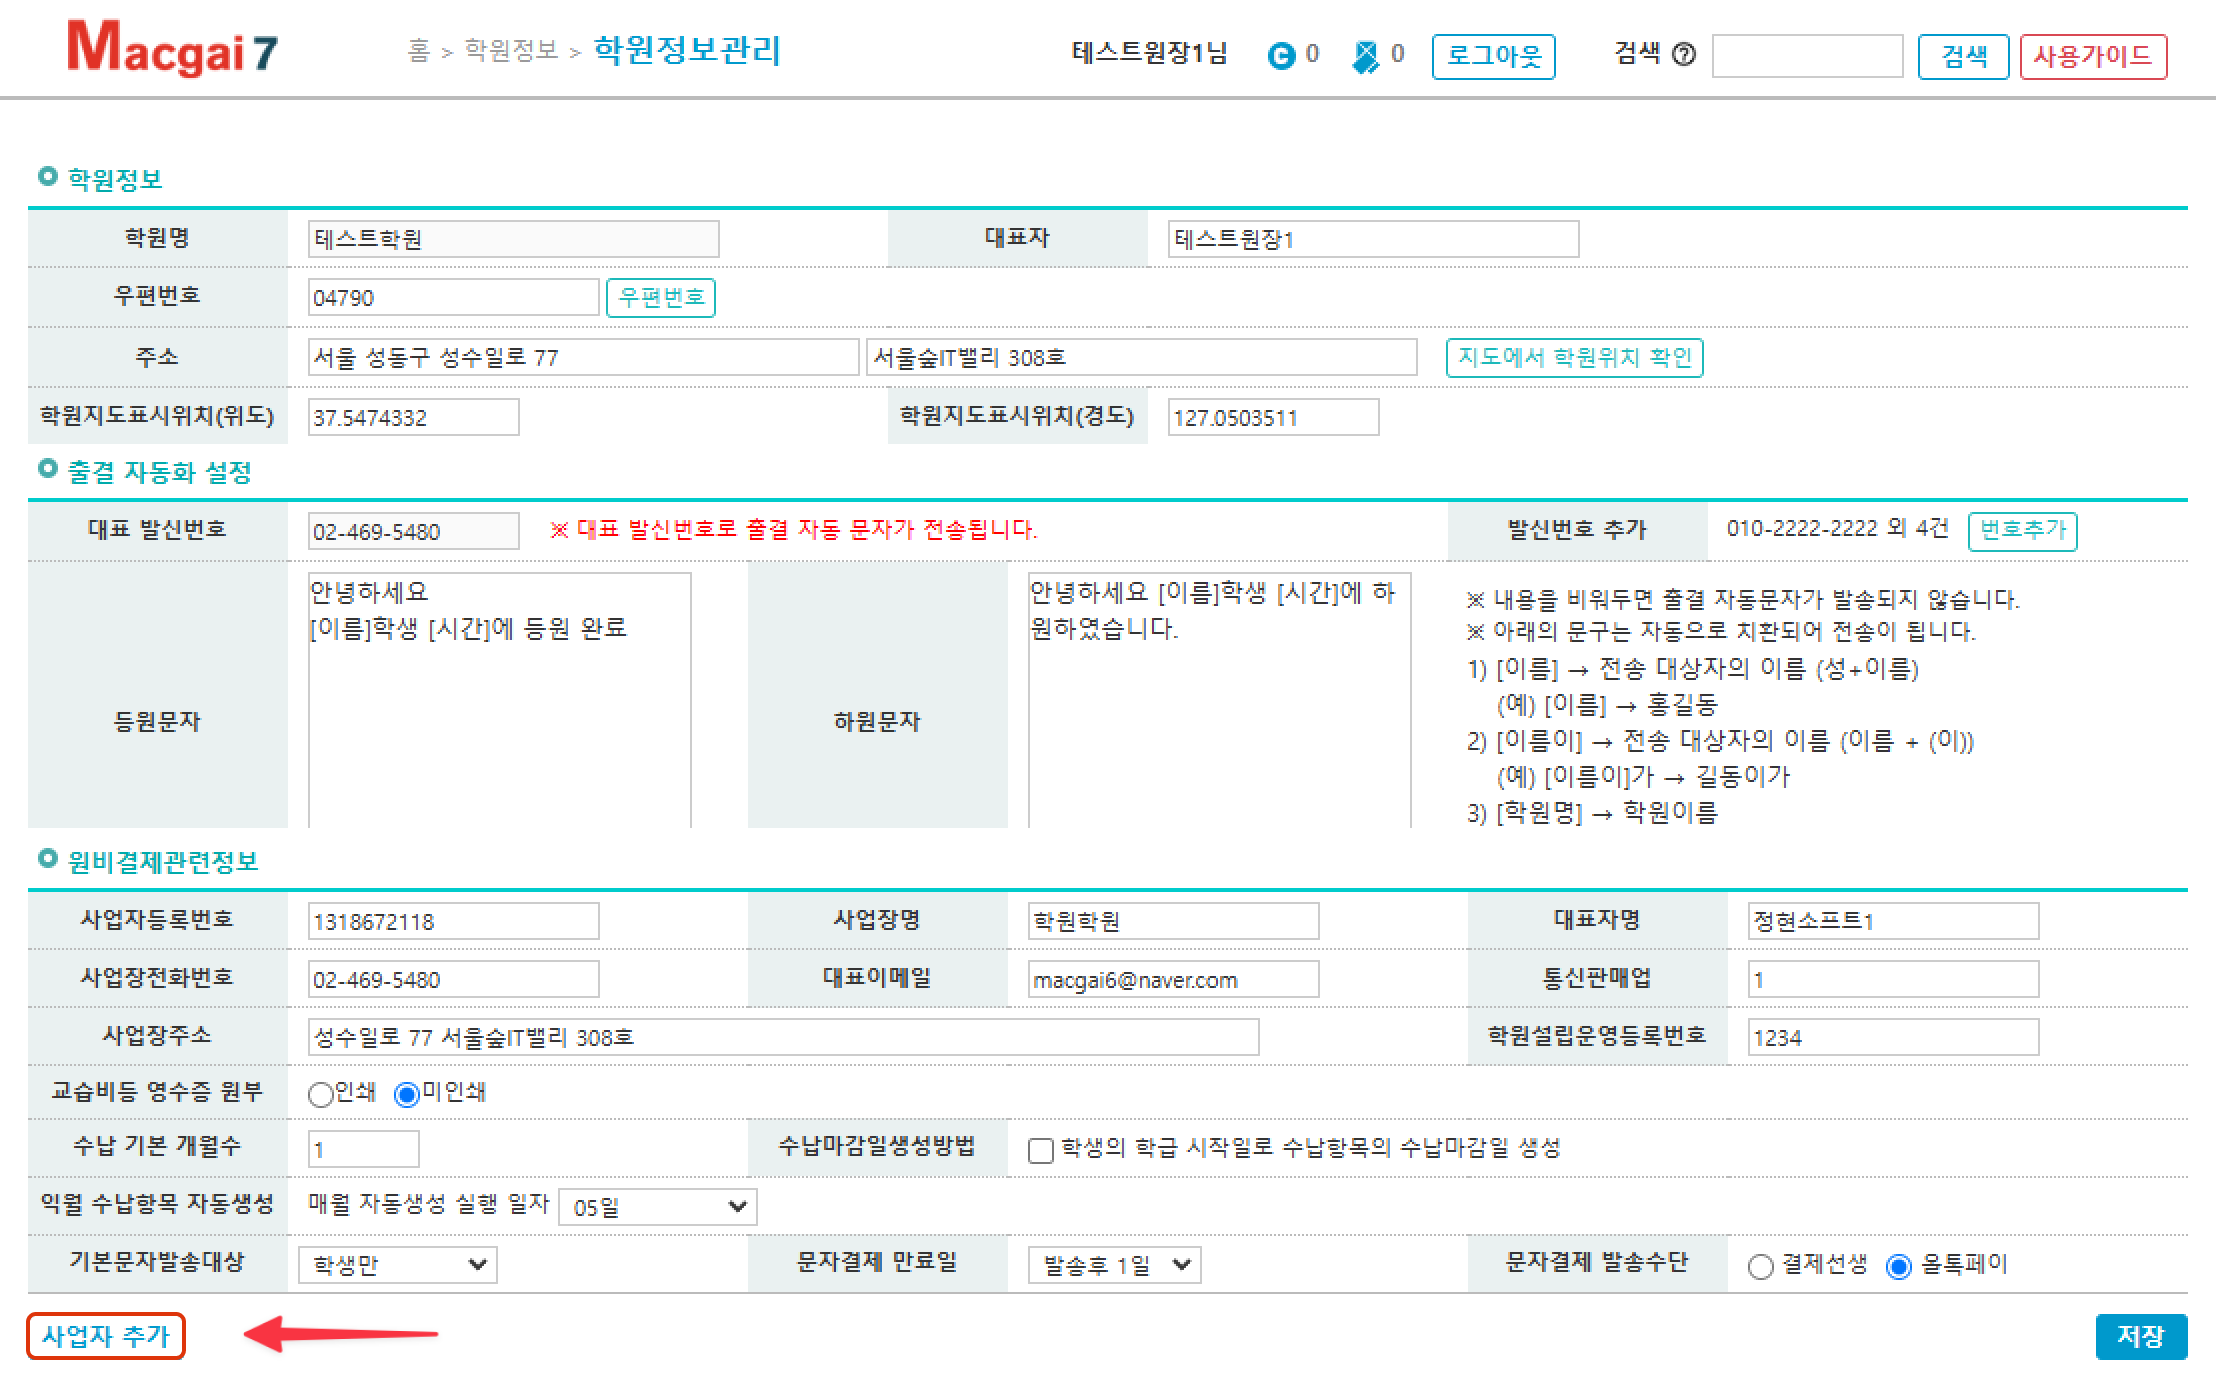 Macgai 7 홈 > 학원정보 > 학원정보관리 테스트원장1님 C 0 0 로그아웃 검색 ? 검색 사용가이드
학원정보
학원명 테스트학원 대표자 테스트원장1
우편번호 04790 우편번호
주소 서울 성동구 성수일로 77 서울숲IT밸리 308호 지도에서 학원위치 확인
학원지도표시위치(위도) 37.5474332 학원지도표시위치(경도) 127.0503511
출결 자동화 설정
대표 발신번호 02-469-5480 ※ 대표 발신번호로 출결 자동 문자가 전송됩니다. 발신번호 추가 010-2222-2222 외 4건 번호추가
등원문자
안녕하세요
[이름]학생 [시간]에 등원 완료
하원문자
안녕하세요 [이름]학생 [시간]에 하
원하였습니다.
※ 내용을 비워두면 출결 자동문자가 발송되지 않습니다.
※ 아래의 문구는 자동으로 치환되어 전송이 됩니다.
1) [이름] → 전송 대상자의 이름 (성+이름)
(예) [이름] → 홍길동
2) [이름이] → 전송 대상자의 이름 (이름 + (이))
(예) [이름이]가 → 길동이가
3) [학원명] → 학원이름
원비결제관련정보
사업자등록번호 1318672118 사업장명 학원학원 대표자명 정현소프트1
사업장전화번호 02-469-5480 대표이메일 macgai6@naver.com 통신판매업 1
사업장주소 성수일로 77 서울숲IT밸리 308호 학원설립운영등록번호 1234
교습비등 영수증 원부 인쇄 미인쇄
수납 기본 개월수 1 수납마감일생성방법 학생의 학급 시작일로 수납항목의 수납마감일 생성
익월 수납항목 자동생성 매월 자동생성 실행 일자 05일
기본문자발송대상 학생만 문자결제 만료일 발송후 1일 문자결제 발송수단 결제선생 올톡페이
사업자 추가 저장